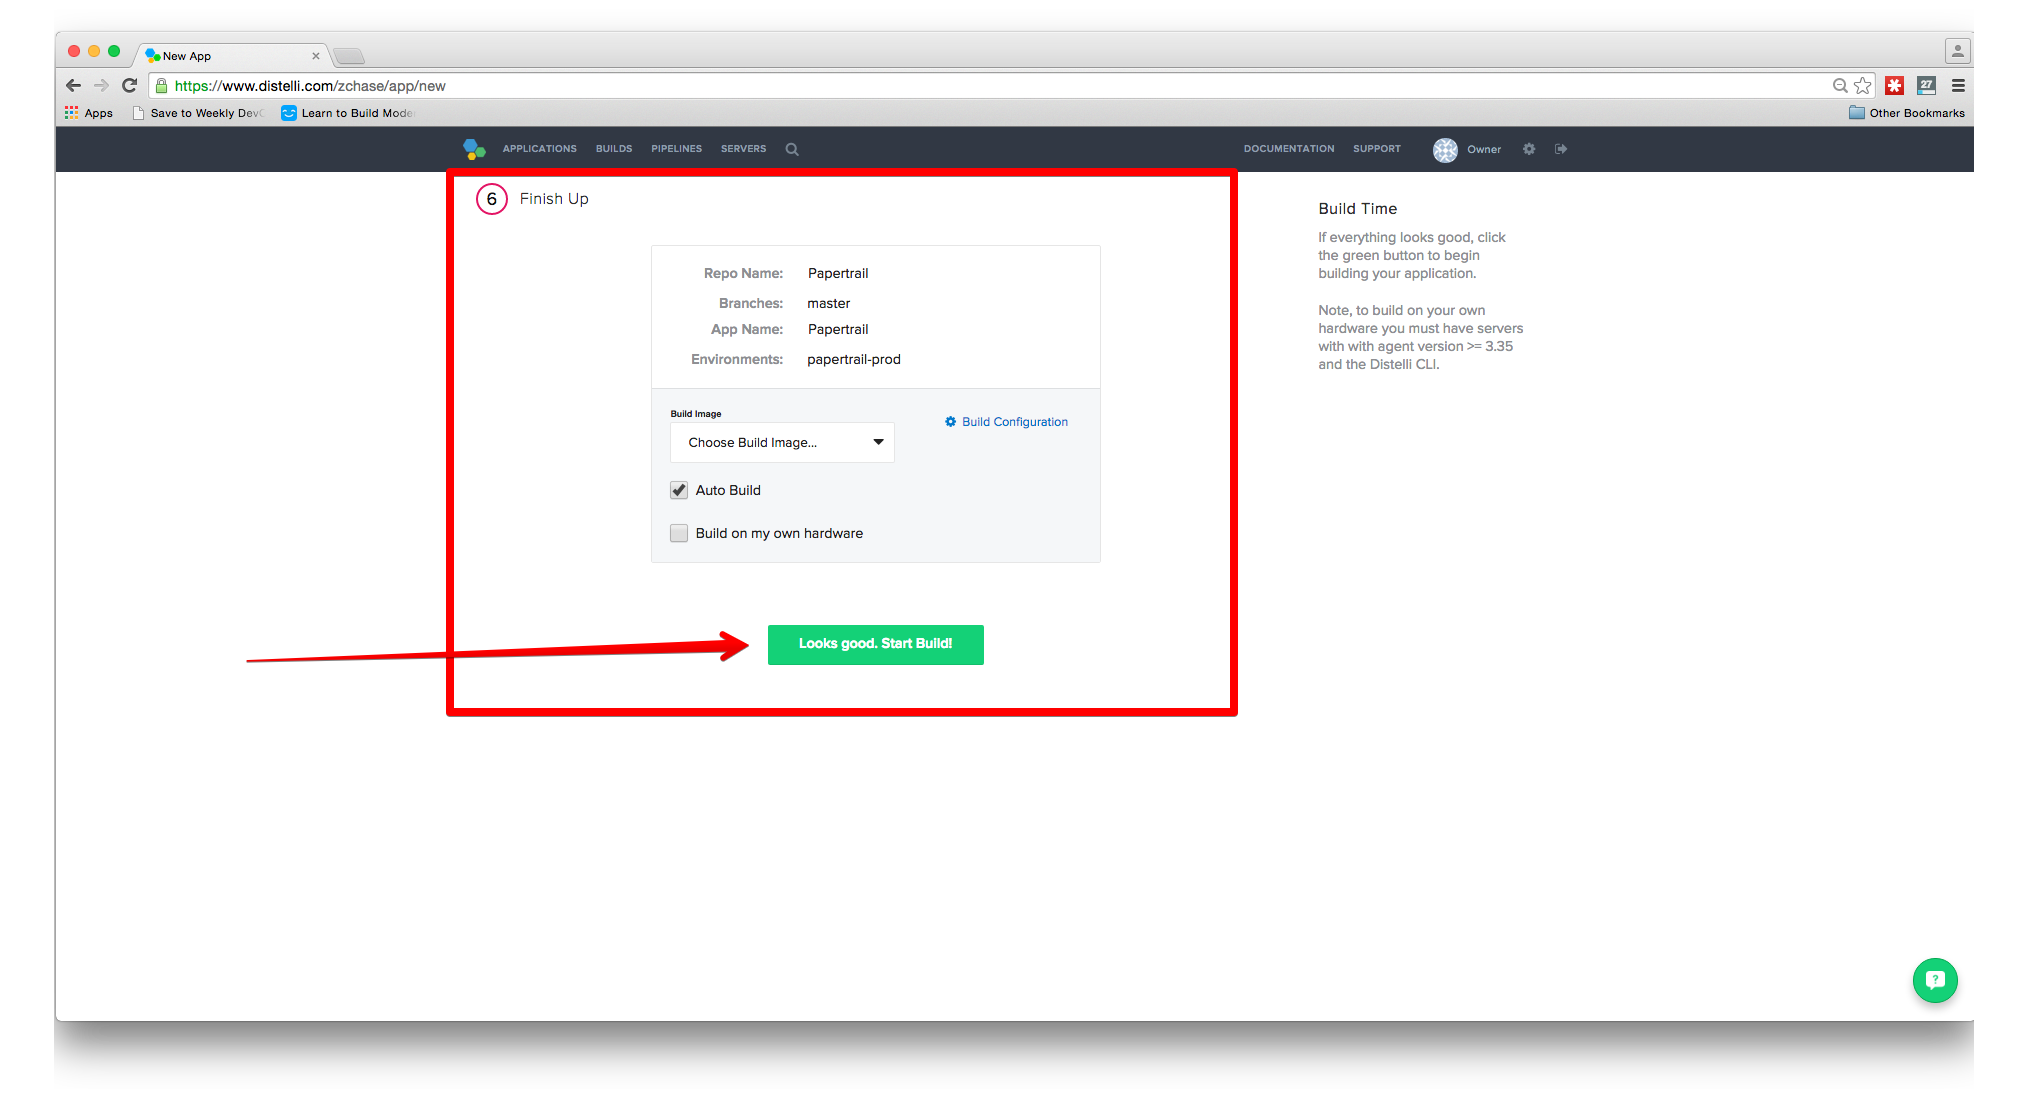 New App
https://www.distelli.com/zchase/app/new
27
Apps
Save to Weekly Dev
Learn to Build Mode
Other Bookmarks
APPLICATIONS BUILDS PIPELINES SERVERS
DOCUMENTATION SUPPORT Owner
6 Finish Up
Repo Name: Papertrail
Branches: master
App Name: Papertrail
Environments: papertrail-prod
Build Image
Choose Build Image...
Build Configuration
Auto Build
Build on my own hardware
Looks good. Start Build!
Build Time
If everything looks good, click
the green button to begin
building your application.
Note, to build on your own
hardware you must have servers
with with agent version >= 3.35
and the Distelli CLI.
?